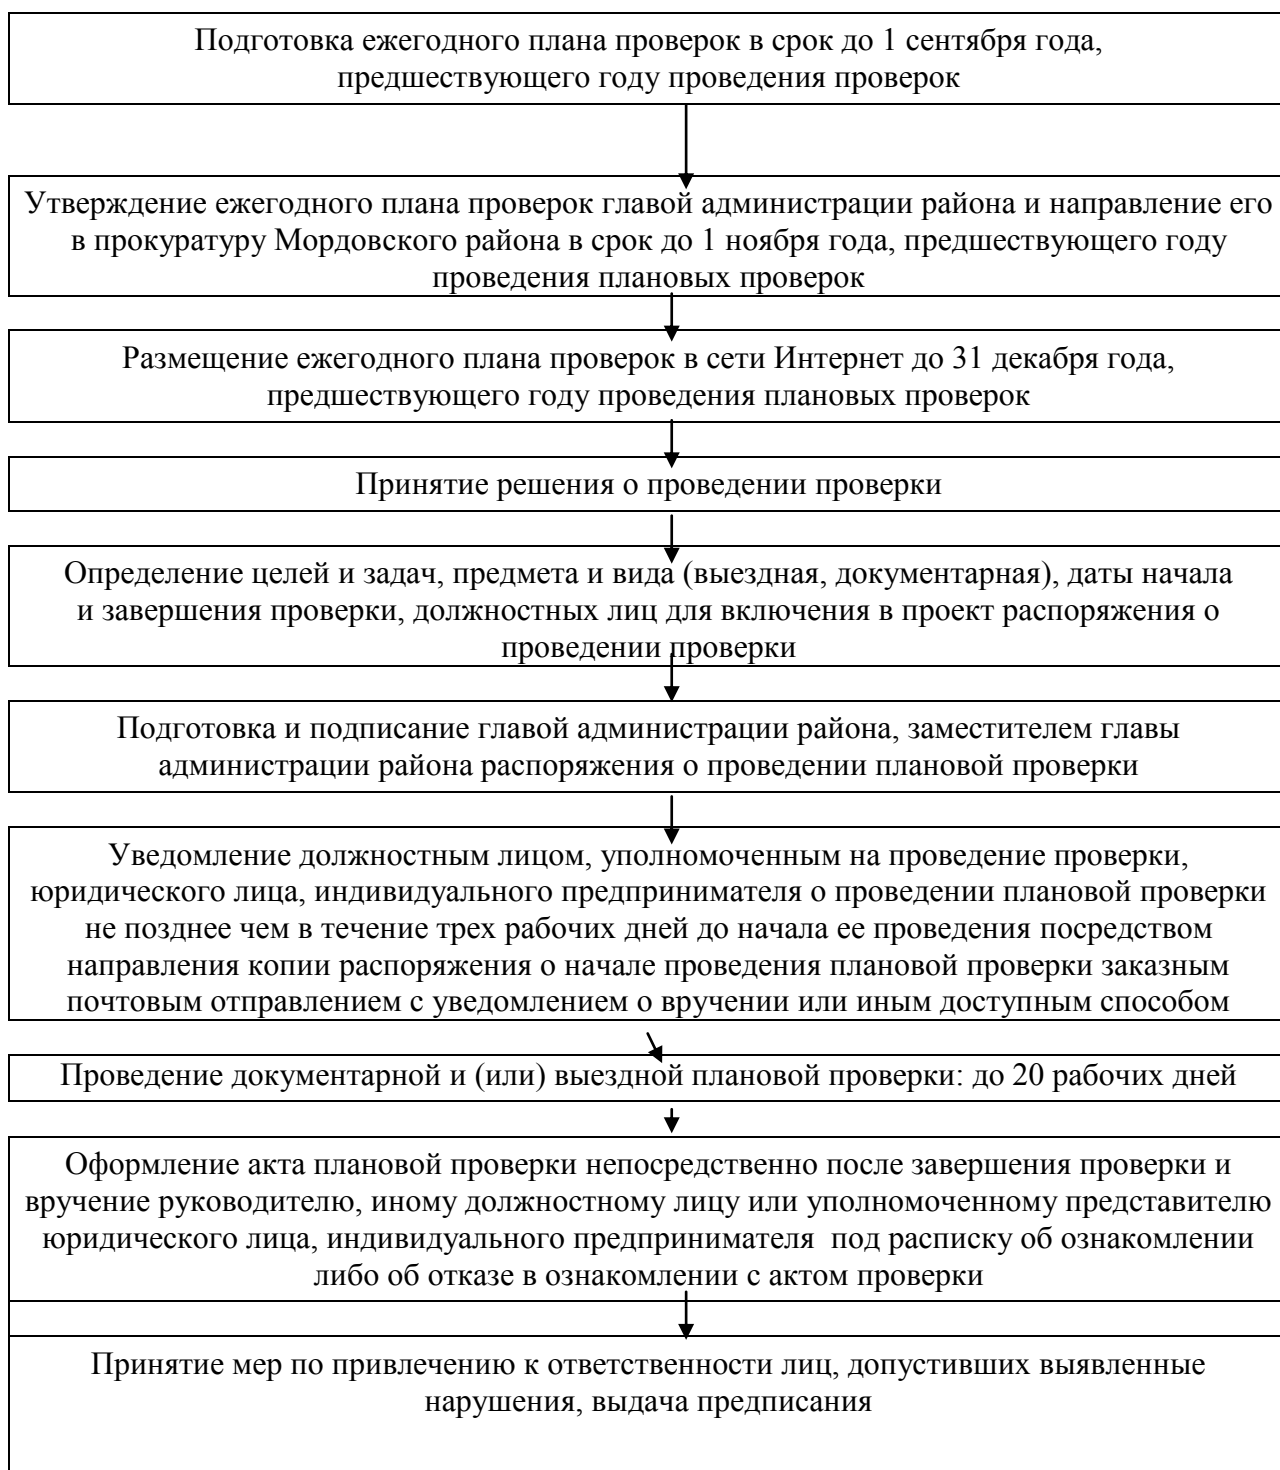 Подготовка ежегодного плана проверок в срок до 1 сентября года,
предшествующего году проведения проверок
Утверждение ежегодного плана проверок главой администрации района и направление его
в прокуратуру Мордовского района в срок до 1 ноября года, предшествующего году
проведения плановых проверок
Размещение ежегодного плана проверок в сети Интернет до 31 декабря года,
предшествующего году проведения плановых проверок
Принятие решения о проведении проверки
Определение целей и задач, предмета и вида (выездная, документарная), даты начала
и завершения проверки, должностных лиц для включения в проект распоряжения о
проведении проверки
Подготовка и подписание главой администрации района, заместителем главы
администрации района распоряжения о проведении плановой проверки
Уведомление должностным лицом, уполномоченным на проведение проверки,
юридического лица, индивидуального предпринимателя о проведении плановой проверки
не позднее чем в течение трех рабочих дней до начала ее проведения посредством
направления копии распоряжения о начале проведения плановой проверки заказным
почтовым отправлением с уведомлением о вручении или иным доступным способом
Проведение документарной и (или) выездной плановой проверки: до 20 рабочих дней
Оформление акта плановой проверки непосредственно после завершения проверки и
вручение руководителю, иному должностному лицу или уполномоченному представителю
юридического лица, индивидуального предпринимателя под расписку об ознакомлении
либо об отказе в ознакомлении с актом проверки
Принятие мер по привлечению к ответственности лиц, допустивших выявленные
нарушения, выдача предписания